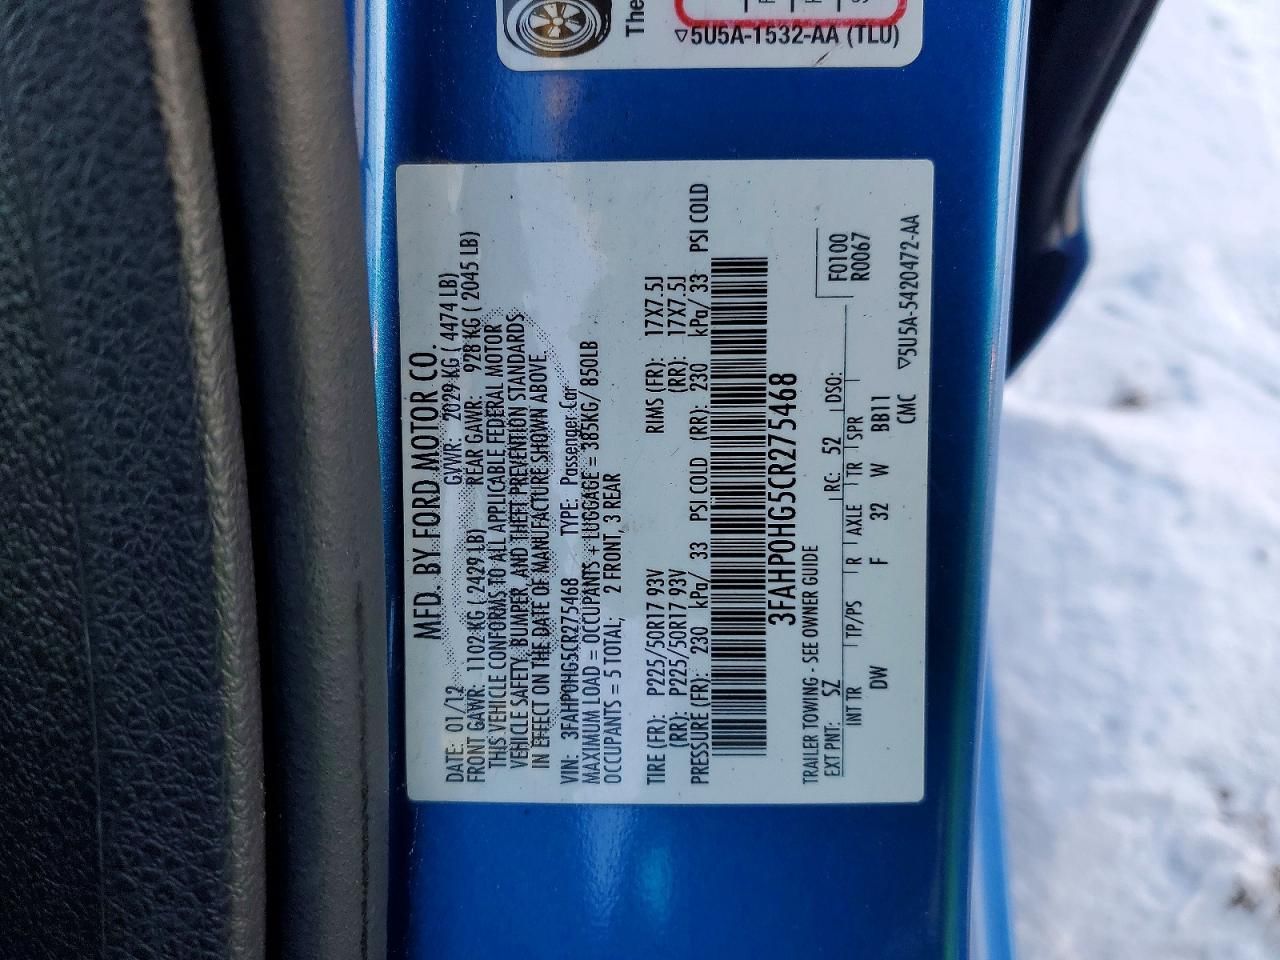 The
▽5U5A-1532-AA (TLU)
MFD. BY FORD MOTOR CO.
DATE: 01/12 GVWR: 2029 KG ( 4474 LB)
FRONT GAWR: 1102 KG ( 2429 LB) REAR GAWR: 928 KG ( 2045 LB)
THIS VEHICLE CONFORMS TO ALL APPLICABLE FEDERAL MOTOR
VEHICLE SAFETY, BUMPER, AND THEFT PREVENTION STANDARDS
IN EFFECT ON THE DATE OF MANUFACTURE SHOWN ABOVE
VIN: 3FAHP0HG5CR275468 TYPE: Passenger Car
MAXIMUM LOAD = OCCUPANTS + LUGGAGE = 385KG/ 850LB
OCCUPANTS = 5 TOTAL; 2 FRONT, 3 REAR
TIRE (FR): P225/50R17 93V RIMS (FR): 17X7.5J
(RR): P225/50R17 93V (RR): 17X7.5J
PRESSURE (FR): 230 kPa/ 33 PSI COLD (RR): 230 kPa/ 33 PSI COLD
3FAHP0HG5CR275468
TRAILER TOWING - SEE OWNER GUIDE
F0100
R0067
EXT PNT: SZ RC: 52 DSO:
INT TR TP/PS R AXLE TR SPR
DW F 32 W BB11
CMC ▽5U5A-5420472-AA